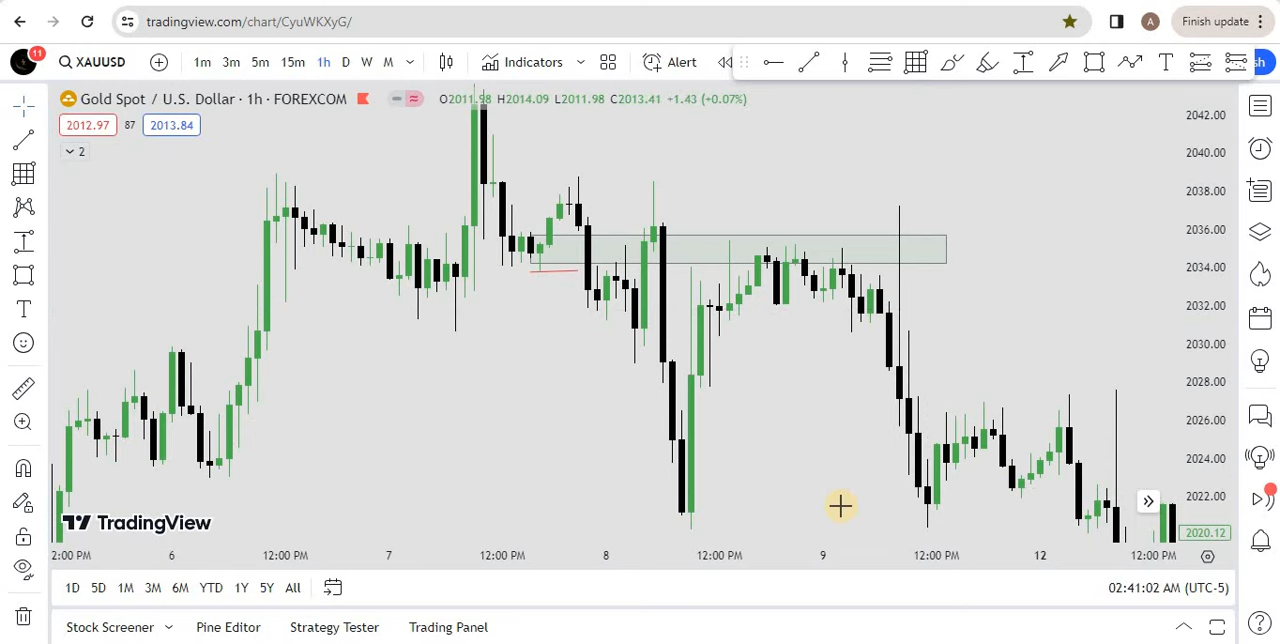 tradingview.com/chart/CyuWKXyG/
A
Finish update
11
XAUUSD
1m 3m 5m 15m 1h D W M
Indicators
Alert
sh
Gold Spot / U.S. Dollar · 1h · FOREXCOM
O2011.98 H2014.09 L2011.98 C2013.41 +1.43 (+0.07%)
2012.97 87 2013.84
2
2042.00
2040.00
2038.00
2036.00
2034.00
2032.00
2030.00
2028.00
2026.00
2024.00
2022.00
2020.12
TradingView
2:00 PM 6 12:00 PM 7 12:00 PM 8 12:00 PM 9 12:00 PM 12 12:00 PM
1D 5D 1M 3M 6M YTD 1Y 5Y All
02:41:02 AM (UTC-5)
Stock Screener Pine Editor Strategy Tester Trading Panel